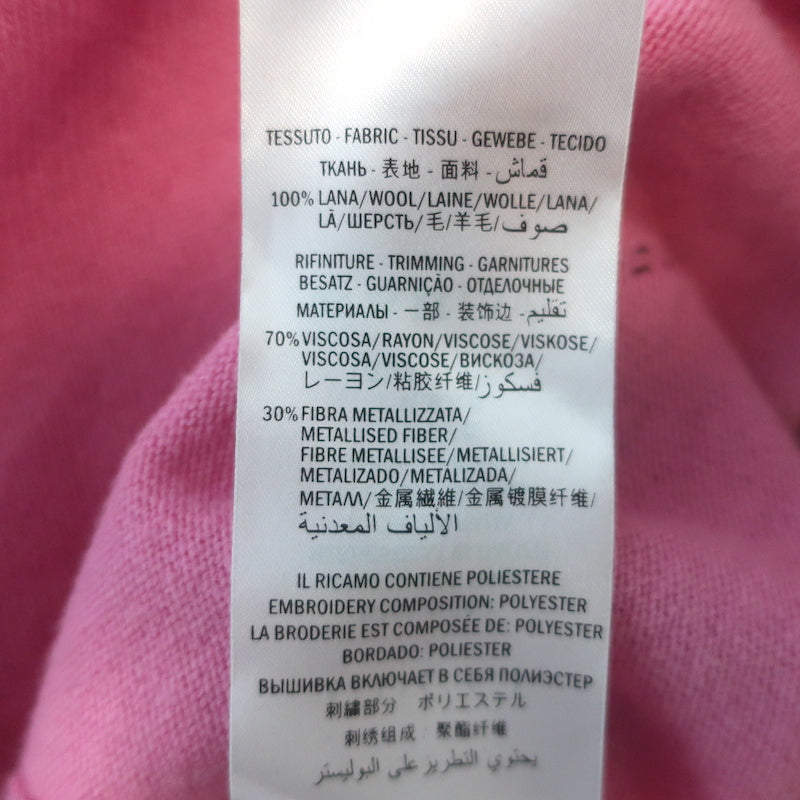 TESSUTO - FABRIC - TISSU - GEWEBE - TECIDO
ТКАНЬ - 表地 - 面料 - قماش
100% LANA/WOOL/LAINE/WOLLE/LANA/
LÃ/ШЕРСТЬ/毛/羊毛/صوف
RIFINITURE - TRIMMING - GARNITURES
BESATZ - GUARNIÇÃO - ОТДЕЛОЧНЫЕ
МАТЕРИАЛЫ - 一部 - 装饰边 - تقليم
70% VISCOSA/RAYON/VISCOSE/VISKOSE/
VISCOSA/VISCOSE/ВИСКОЗА/
レーヨン/粘胶纤维/فسكوز
30% FIBRA METALLIZZATA/
METALLISED FIBER/
FIBRE METALLISEE/METALLISIERT/
METALIZADO/METALIZADA/
МЕТАЛЛ/金属繊維/金属镀膜纤维/
الألياف المعدنية
IL RICAMO CONTIENE POLIESTERE
EMBROIDERY COMPOSITION: POLYESTER
LA BRODERIE EST COMPOSÉE DE: POLYESTER
BORDADO: POLIESTER
ВЫШИВКА ВКЛЮЧАЕТ В СЕБЯ ПОЛИЭСТЕР
刺繍部分 ポリエステル
刺绣组成：聚酯纤维
يحتوي التطريز على البوليستر